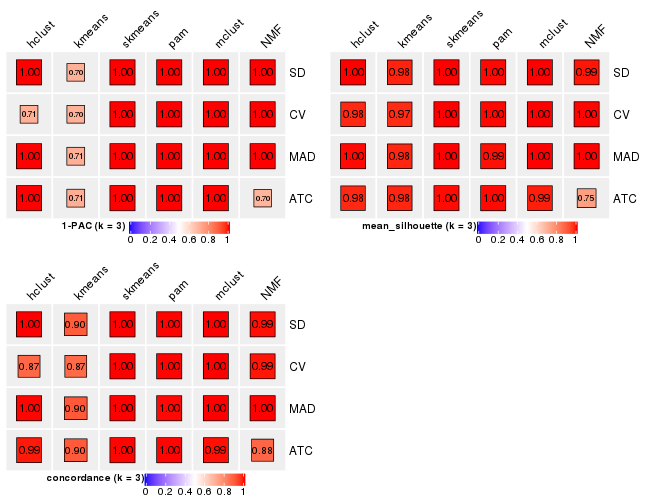 hclust kmeans skmeans pam mclust NMF
1.00 0.70 1.00 1.00 1.00 1.00 SD
0.71 0.70 1.00 1.00 1.00 1.00 CV
1.00 0.71 1.00 1.00 1.00 1.00 MAD
1.00 0.71 1.00 1.00 1.00 0.70 ATC
1-PAC (k = 3)
0 0.2 0.4 0.6 0.8 1
hclust kmeans skmeans pam mclust NMF
1.00 0.98 1.00 1.00 1.00 0.99 SD
0.98 0.97 1.00 1.00 1.00 1.00 CV
1.00 0.98 1.00 0.99 1.00 1.00 MAD
0.98 0.98 1.00 1.00 0.99 0.75 ATC
mean_silhouette (k = 3)
0 0.2 0.4 0.6 0.8 1
hclust kmeans skmeans pam mclust NMF
1.00 0.90 1.00 1.00 1.00 0.99 SD
0.87 0.87 1.00 1.00 1.00 0.99 CV
1.00 0.90 1.00 1.00 1.00 1.00 MAD
0.99 0.90 1.00 1.00 0.99 0.88 ATC
concordance (k = 3)
0 0.2 0.4 0.6 0.8 1